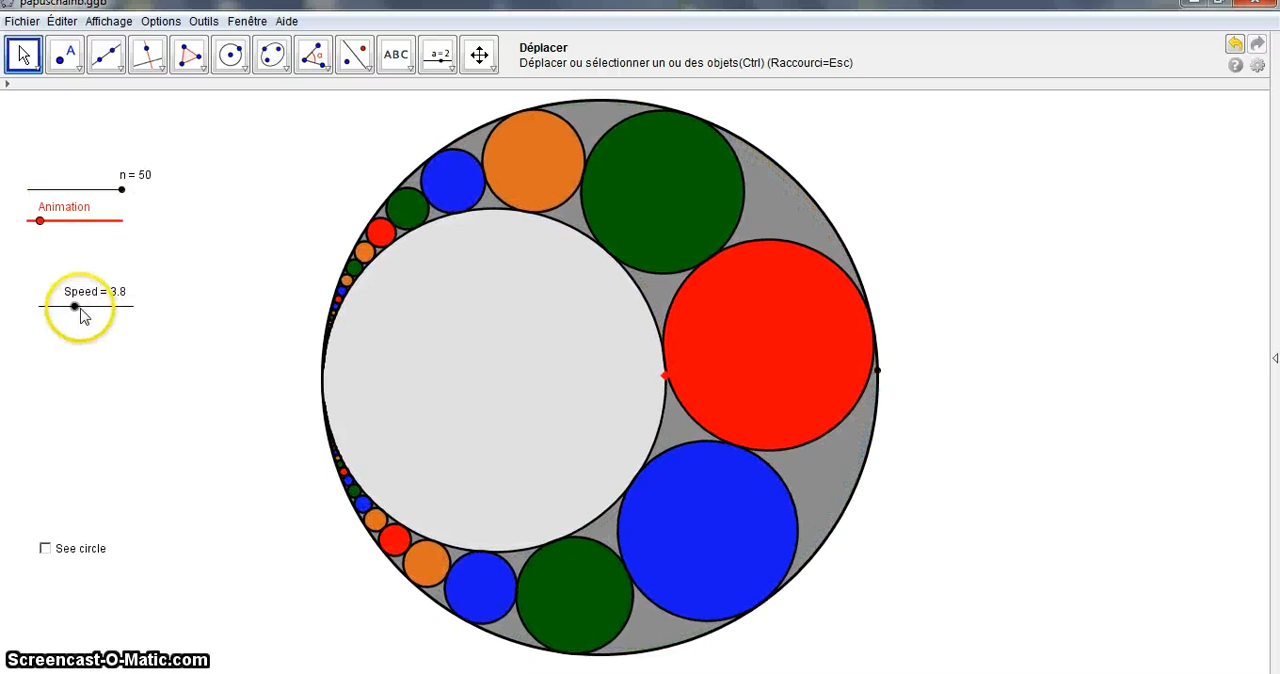 papuschainb.ggb
Fichier Éditer Affichage Options Outils Fenêtre Aide
A
α
ABC
a=2
Déplacer
Déplacer ou sélectionner un ou des objets(Ctrl) (Raccourci=Esc)
n = 50
Animation
Speed = 3.8
See circle
Screencast-O-Matic.com